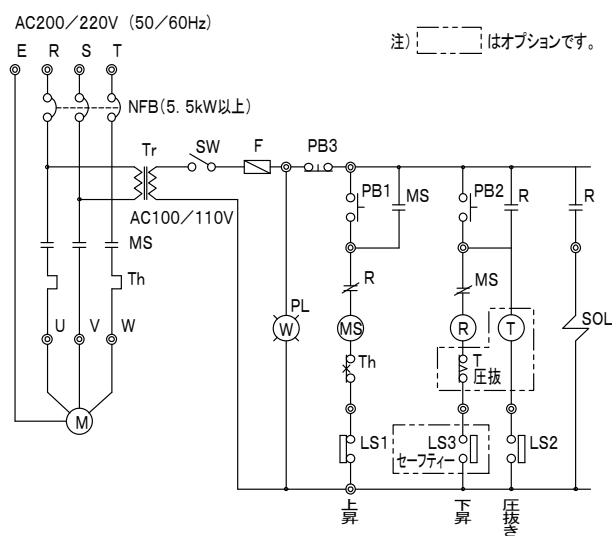 AC200/220V (50/60Hz)
注) はオプションです。
E R S T
NFB(5.5kW以上)
Tr SW F PB3
AC100/110V
PB1 MS PB2 R R
MS
Th
R MS
PL
U V W
W MS R T SOL
Th T
圧抜
M
LS1 LS3 LS2
セーフティー
上昇 下昇 圧抜き